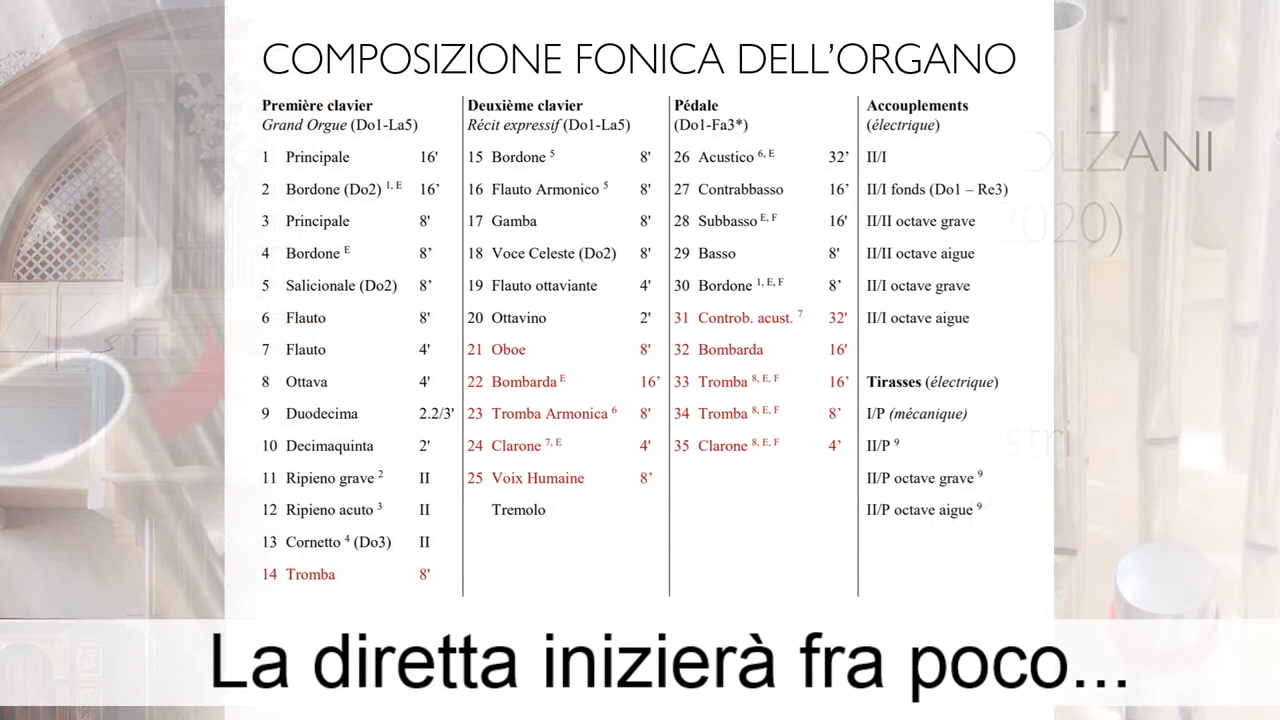 COMPOSIZIONE FONICA DELL'ORGANO
Première clavier
Grand Orgue (Do1-La5)
1 Principale 16'
2 Bordone (Do2) 1, E 16’
3 Principale 8'
4 Bordone E 8’
5 Salicionale (Do2) 8’
6 Flauto 8'
7 Flauto 4'
8 Ottava 4'
9 Duodecima 2.2/3'
10 Decimaquinta 2'
11 Ripieno grave 2 II
12 Ripieno acuto 3 II
13 Cornetto 4 (Do3) II
14 Tromba 8'
Deuxième clavier
Récit expressif (Do1-La5)
15 Bordone 5 8'
16 Flauto Armonico 5 8'
17 Gamba 8'
18 Voce Celeste (Do2) 8'
19 Flauto ottaviante 4'
20 Ottavino 2'
21 Oboe 8'
22 Bombarda E 16’
23 Tromba Armonica 6 8'
24 Clarone 7, E 4'
25 Voix Humaine 8’
Tremolo
Pédale
(Do1-Fa3*)
26 Acustico 6, E 32’
27 Contrabbasso 16’
28 Subbasso E, F 16'
29 Basso 8'
30 Bordone 1, E, F 8’
31 Controb. acust. 7 32'
32 Bombarda 16'
33 Tromba 8, E, F 16’
34 Tromba 8, E, F 8’
35 Clarone 8, E, F 4’
Accouplements
(électrique)
II/I
II/I fonds (Do1 – Re3)
II/II octave grave
II/II octave aigue
II/I octave grave
II/I octave aigue
Tirasses (électrique)
I/P (mécanique)
II/P 9
II/P octave grave 9
II/P octave aigue 9
OLZANI
2020)
stri
La diretta inizierà fra poco...